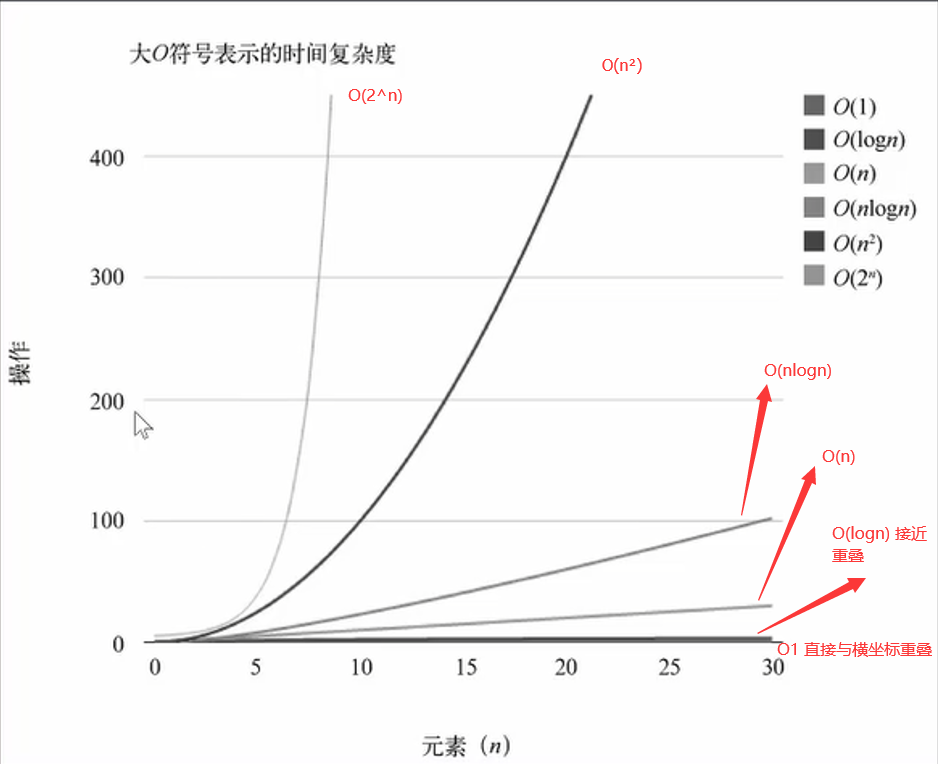 大O符号表示的时间复杂度
O(n²)
O(2^n)
O(1)
O(logn)
O(n)
O(nlogn)
O(n²)
O(2ⁿ)
400
300
200
100
0
操作
O(nlogn)
O(n)
O(logn) 接近
重叠
O1 直接与横坐标重叠
0 5 10 15 20 25 30
元素（n）